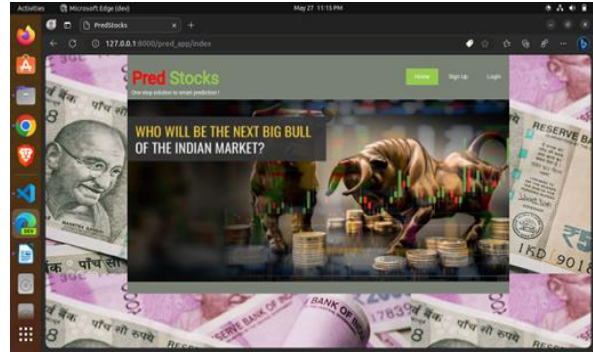 Activities Microsoft Edge (dev) May 27 11:15 PM
PredStocks
127.0.0.1:8000/pred_app/index
Pred Stocks
One stop solution to smart prediction !
Home Sign Up Login
WHO WILL BE THE NEXT BIG BULL
OF THE INDIAN MARKET?
RESERVE BA
1KD 9018
पाँच सौ रुपये
BANK OF
DEV